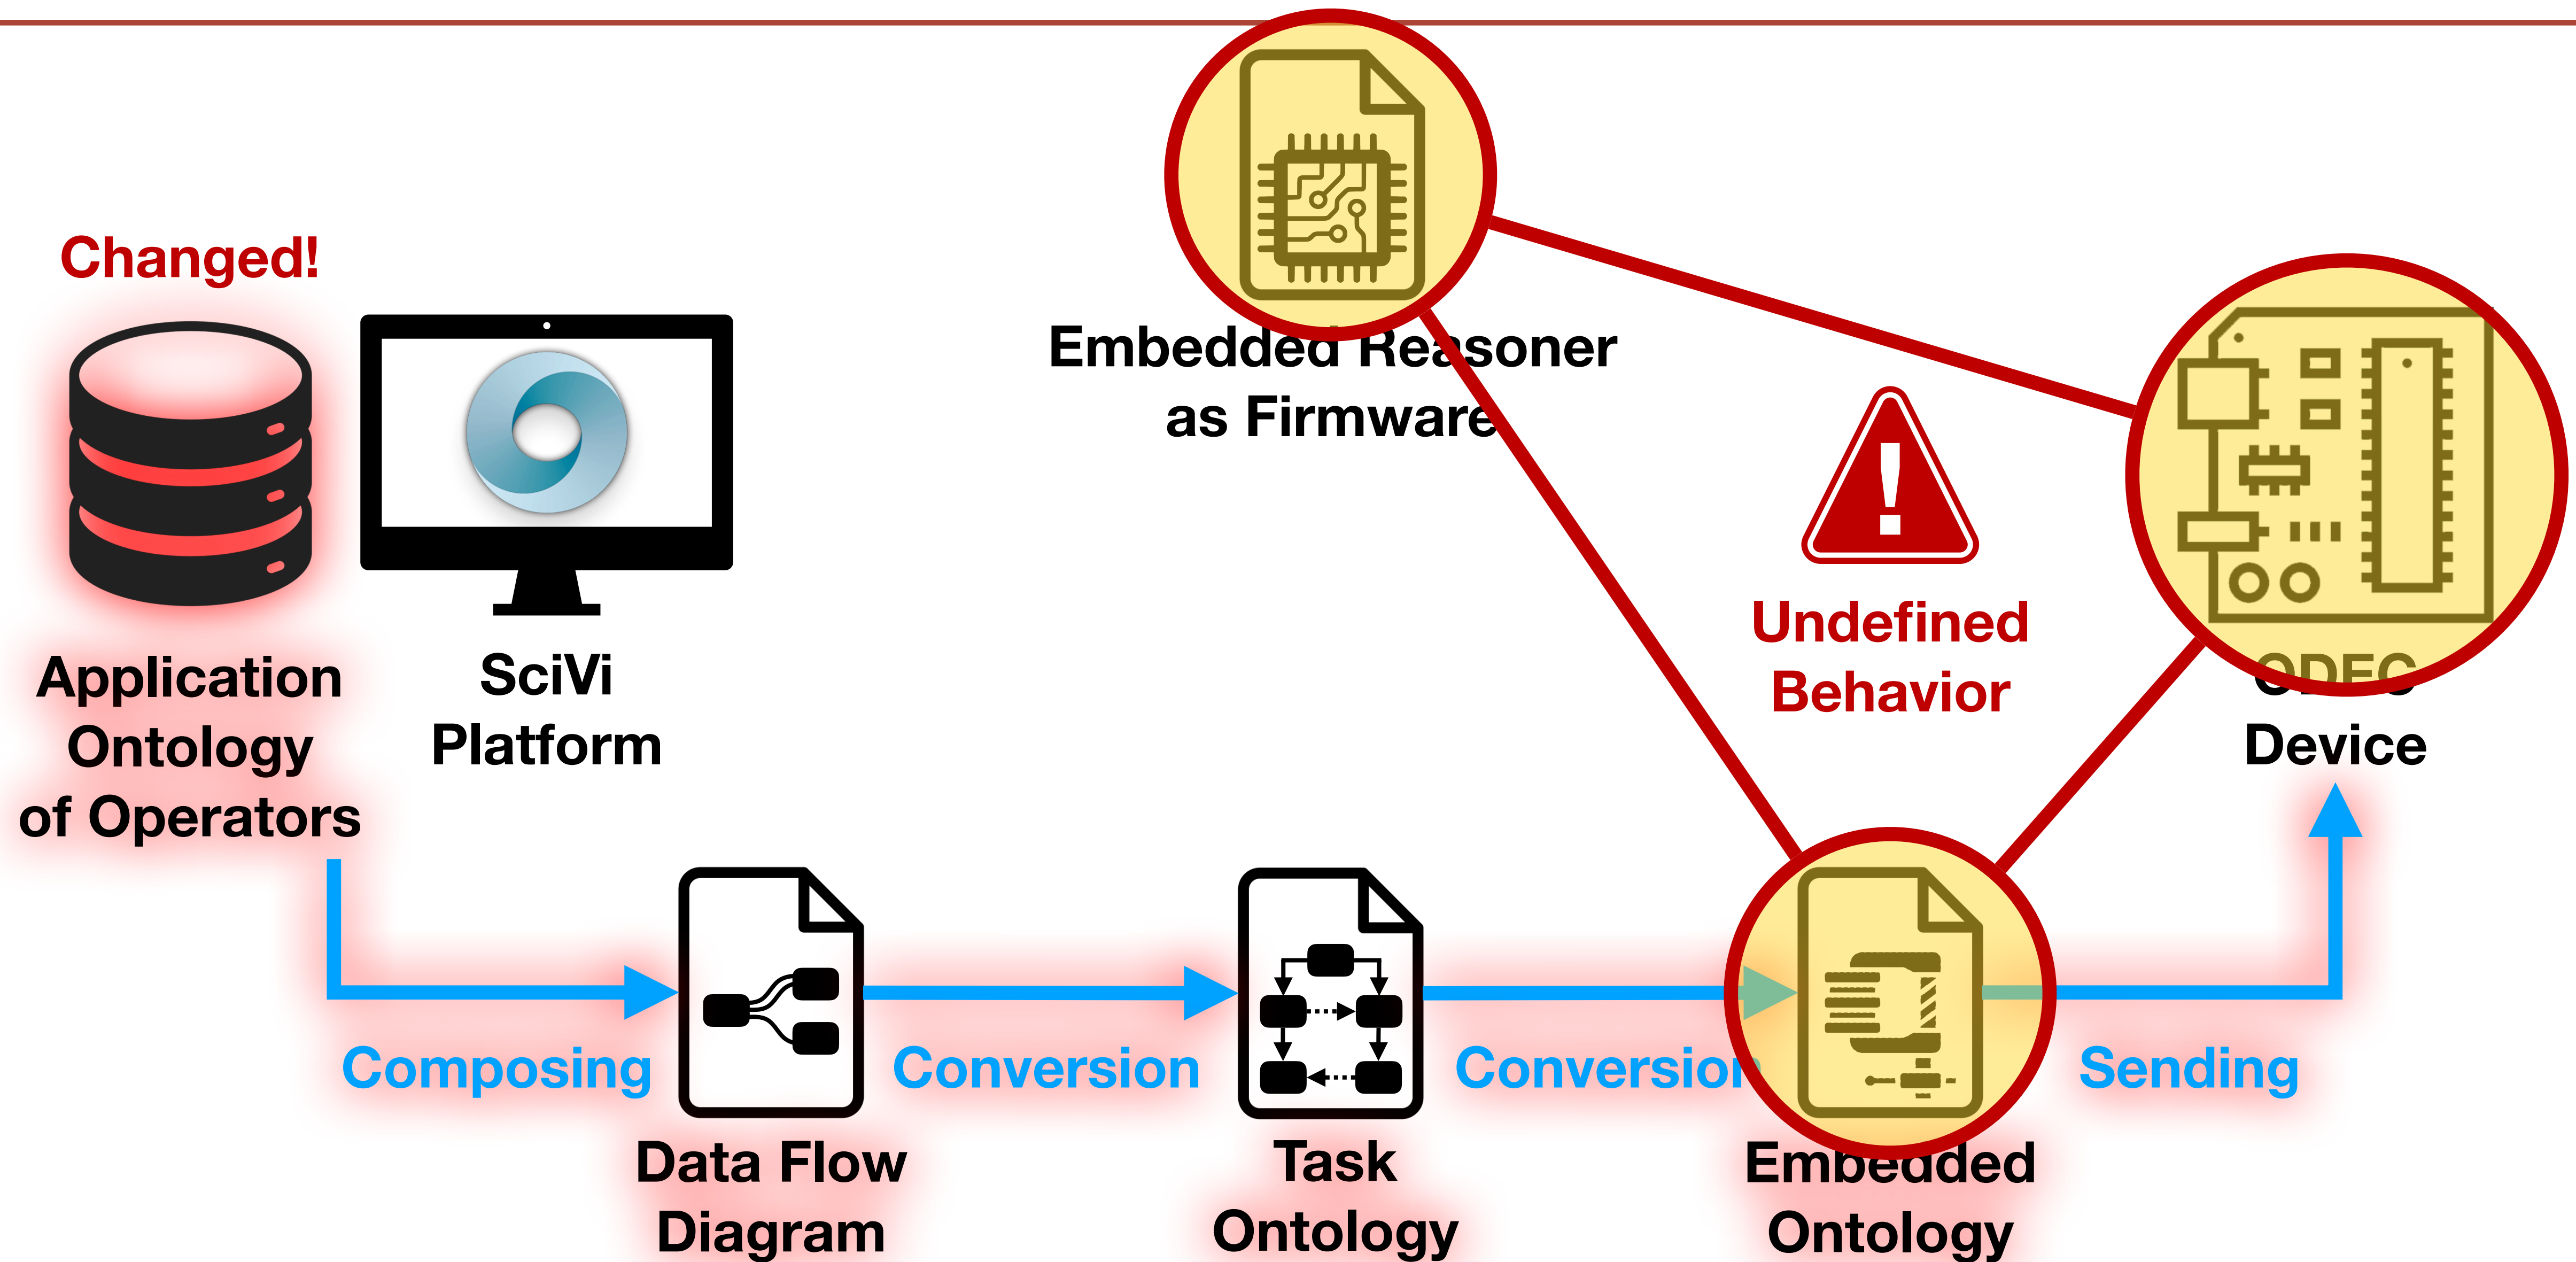 Changed!
Application
Ontology
of Operators
SciVi
Platform
Embedded Reasoner
as Firmware
!
Undefined
Behavior
Device
Composing
Conversion
Conversion
Sending
Data Flow
Diagram
Task
Ontology
Embedded
Ontology